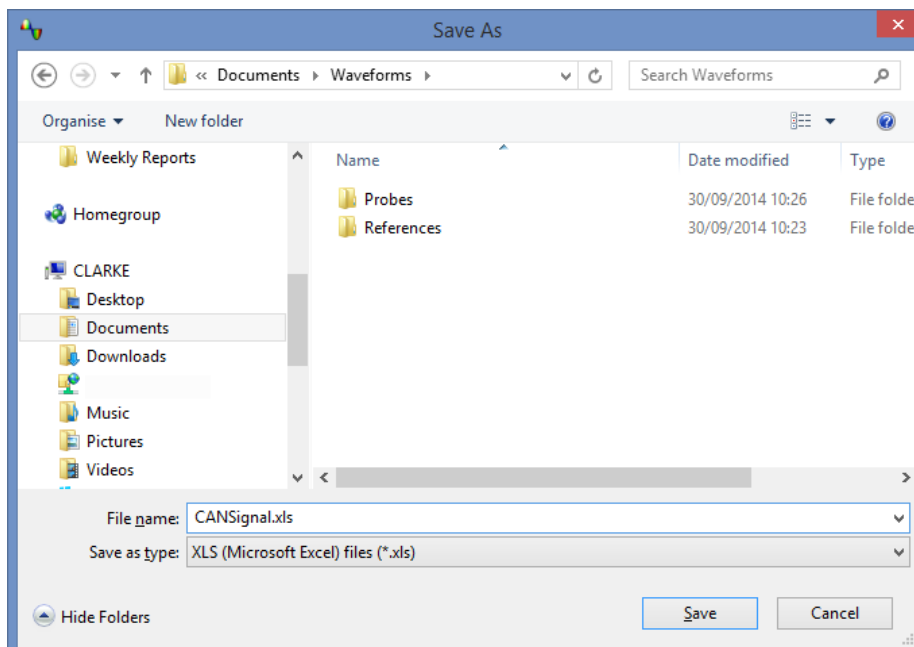 Save As
« Documents Waveforms
Search Waveforms
Organise
New folder
Weekly Reports
Homegroup
CLARKE
Desktop
Documents
Downloads
Music
Pictures
Videos
Name Date modified Type
Probes 30/09/2014 10:26 File folde
References 30/09/2014 10:23 File folde
File name: CANSignal.xls
Save as type: XLS (Microsoft Excel) files (*.xls)
Hide Folders
Save
Cancel